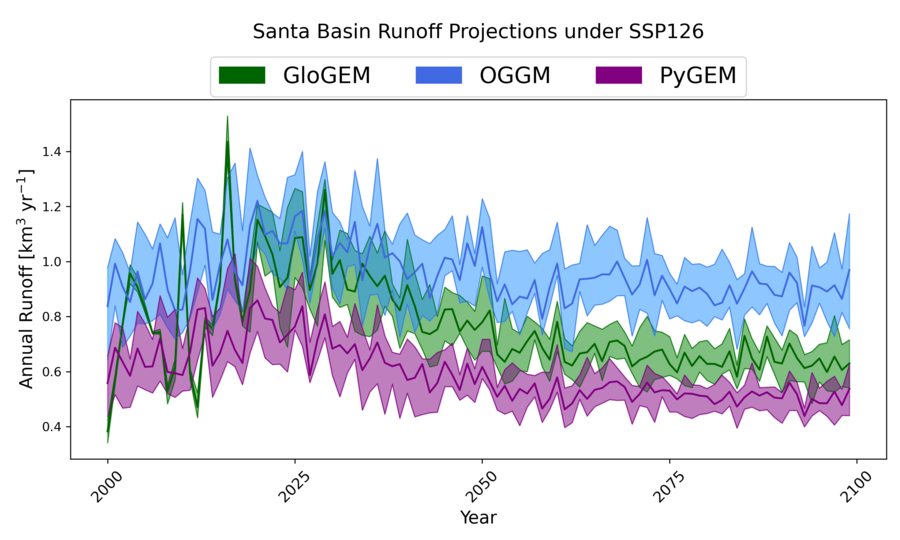 Santa Basin Runoff Projections under SSP126
GloGEM OGGM PyGEM
Annual Runoff [km³ yr⁻¹]
1.4
1.2
1.0
0.8
0.6
0.4
2000 2025 2050 2075 2100
Year